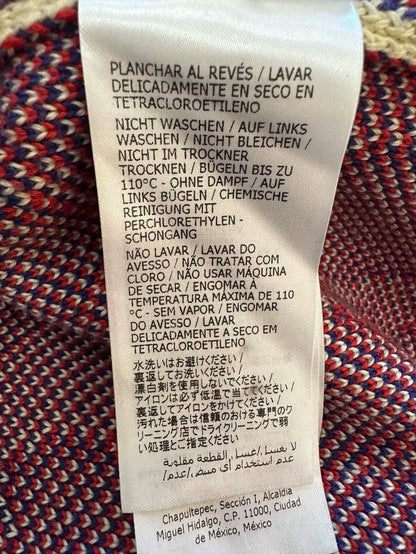 PLANCHAR AL REVÉS / LAVAR
DELICADAMENTE EN SECO EN
TETRACLOROETILENO
NICHT WASCHEN / AUF LINKS
WASCHEN / NICHT BLEICHEN /
NICHT IM TROCKNER
TROCKNEN / BÜGELN BIS ZU
110°C - OHNE DAMPF / AUF
LINKS BÜGELN / CHEMISCHE
REINIGUNG MIT
PERCHLORETHYLEN -
SCHONGANG
NÃO LAVAR / LAVAR DO
AVESSO / NÃO TRATAR COM
CLORO / NÃO USAR MÁQUINA
DE SECAR / ENGOMAR À
TEMPERATURA MÁXIMA DE 110
°C - SEM VAPOR / ENGOMAR
DO AVESSO / LAVAR
DELICADAMENTE A SECO EM
TETRACLOROETILENO
水洗いはお避けください /
裏返してお洗いください /
漂白剤を使用しないでください /
アイロンは必ず低温で当てください /
裏返してアイロンをかけてください /
汚れた場合は信頼のおける専門のク
リーニング店でドライクリーニングで弱
い処理とご指定ください
لا يغسل/ غسل القطعة مقلوبة
عدم استخدام أي مبيض/عدم/
Chapultepec, Sección I, Alcaldia
Miguel Hidalgo, C.P. 11000, Ciudad
de México, México